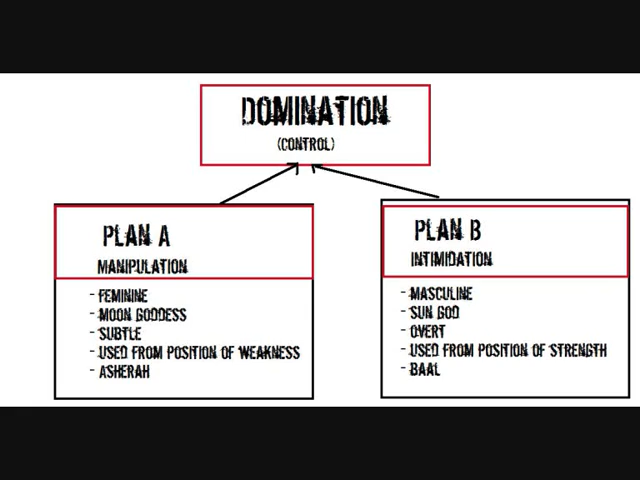 DOMINATION
(CONTROL)
PLAN A
MANIPULATION
- FEMININE
- MOON GODDESS
- SUBTLE
- USED FROM POSITION OF WEAKNESS
- ASHERAH
PLAN B
INTIMIDATION
- MASCULINE
- SUN GOD
- OVERT
- USED FROM POSITION OF STRENGTH
- BAAL